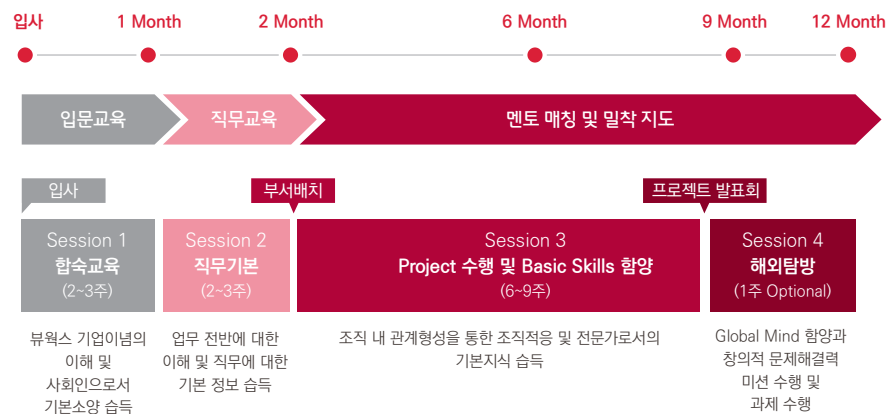 입사
1 Month
2 Month
6 Month
9 Month
12 Month
입문교육
직무교육
멘토 매칭 및 밀착 지도
입사
부서배치
프로젝트 발표회
Session 1
합숙교육
(2~3주)
Session 2
직무기본
(2~3주)
Session 3
Project 수행 및 Basic Skills 함양
(6~9주)
Session 4
해외탐방
(1주 Optional)
뷰웍스 기업이념의
이해 및
사회인으로서
기본소양 습득
업무 전반에 대한
이해 및 직무에 대한
기본 정보 습득
조직 내 관계형성을 통한 조직적응 및 전문가로서의
기본지식 습득
Global Mind 함양과
창의적 문제해결력
미션 수행 및
과제 수행